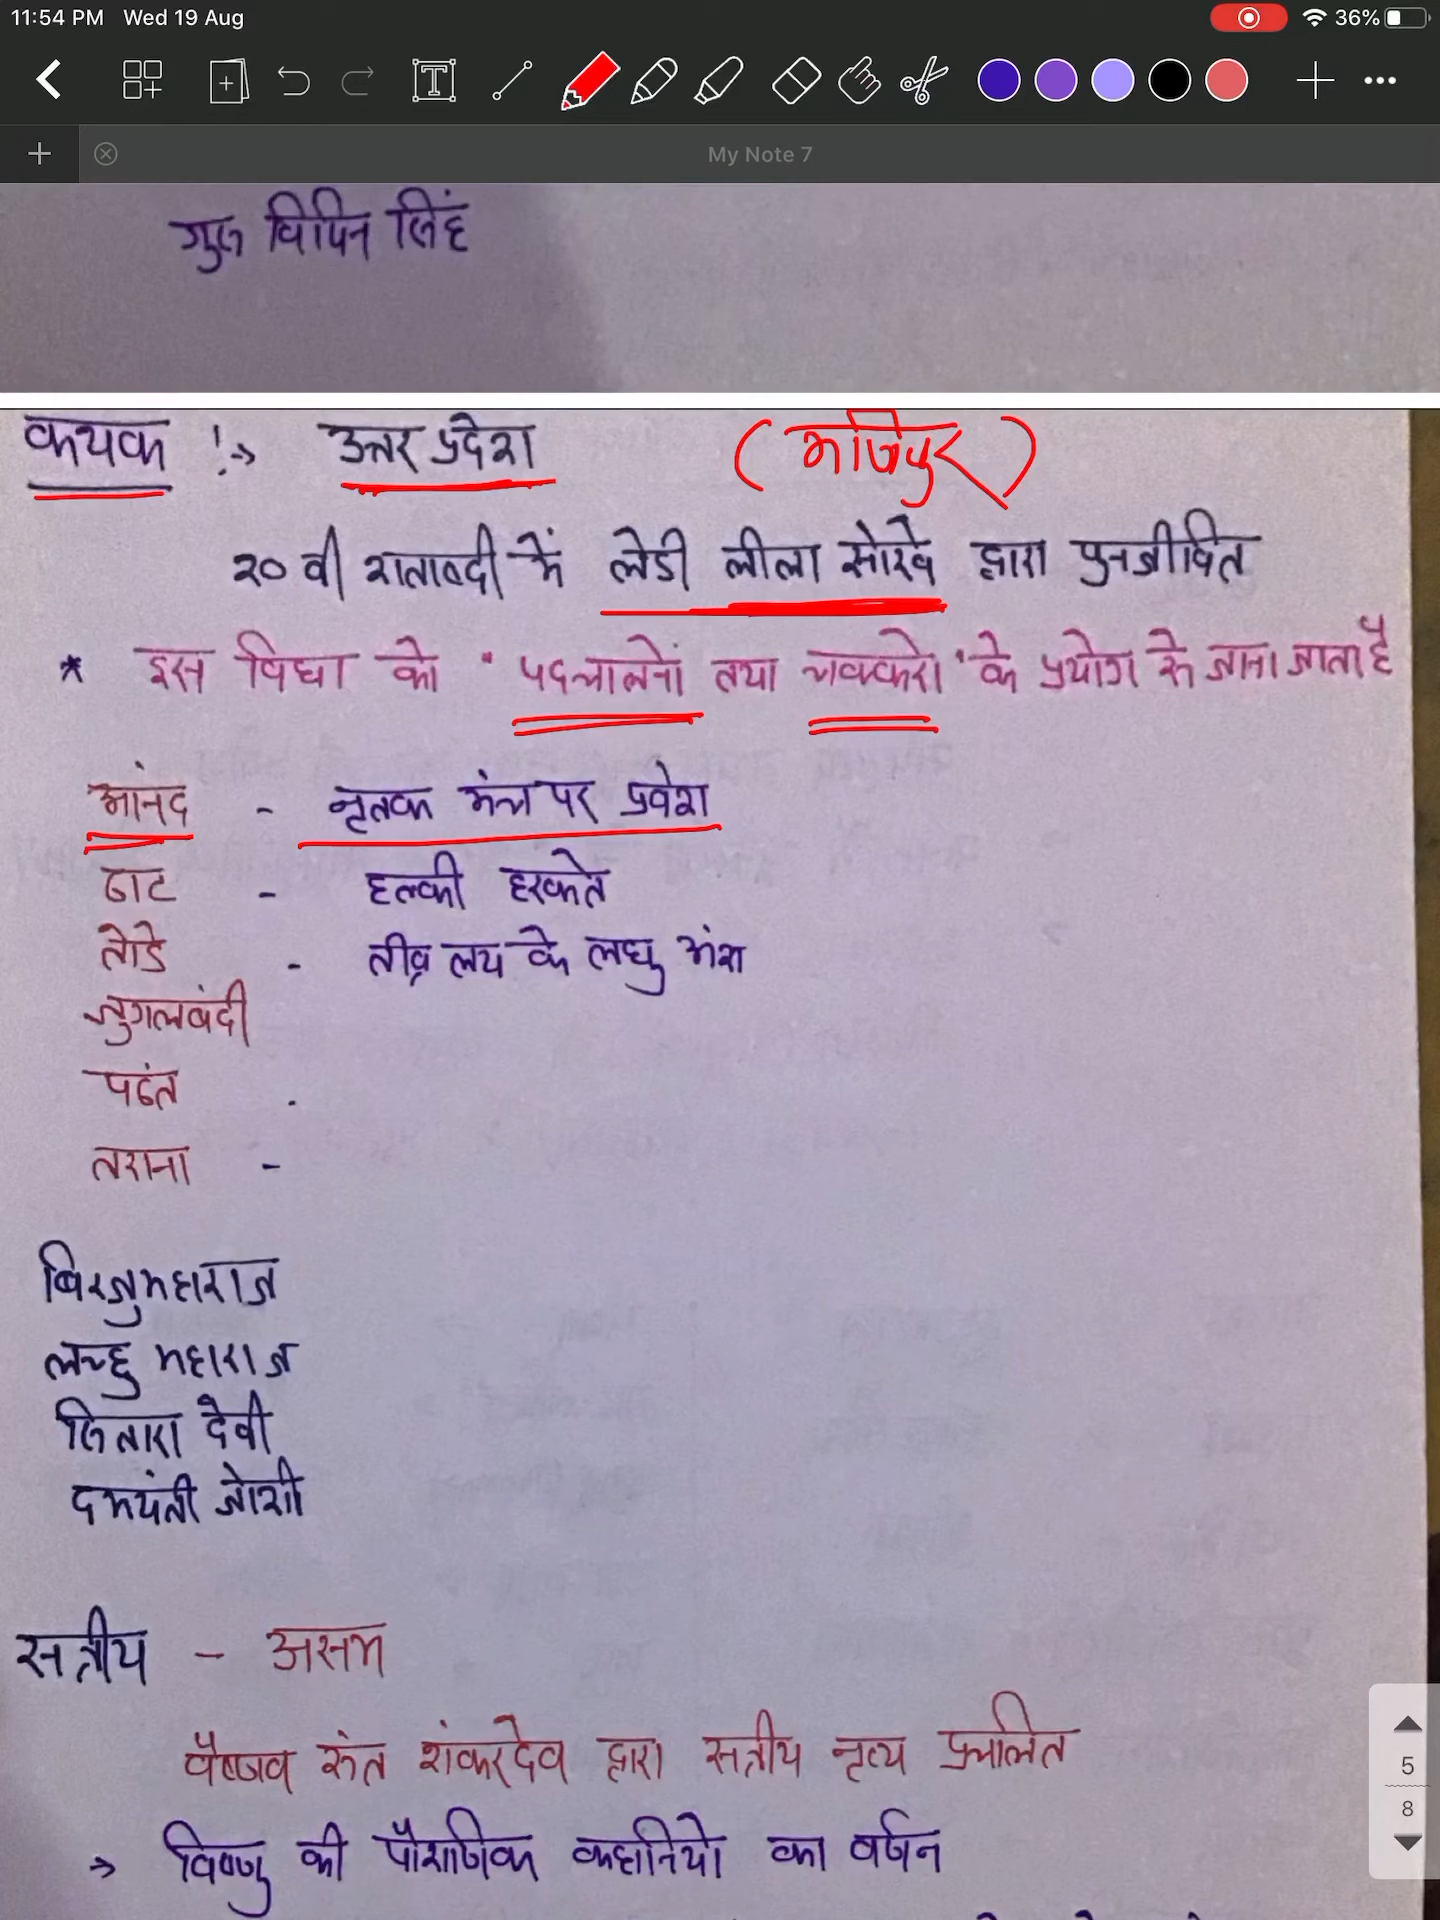 11:54 PM Wed 19 Aug 36%
My Note 7
गुरु विपिन सिंह
कथक !→ उत्तर प्रदेश (मणिपुर)
२० वी शताब्दी में लेडी लीला सोखे द्वारा पुनर्जीवित
* इस विधा को "पदचालनों तथा चक्करो" के प्रयोग से जाना जाता है
आंनद - नृतक मंच पर प्रवेश
ठाट - हल्की हरकते
तोडे - तीव्र लय के लघु अंश
जुगलबंदी
पढंत .
तराना -
बिरजुमहाराज
लच्छु महाराज
सितारा देवी
दमयंती जोशी
सत्रीय - असम
वैष्णव संत शंकरदेव द्वारा सत्रीय नृत्य प्रचलित
→ विष्णु की पौराणिक कहानियो का वर्णन
5
8